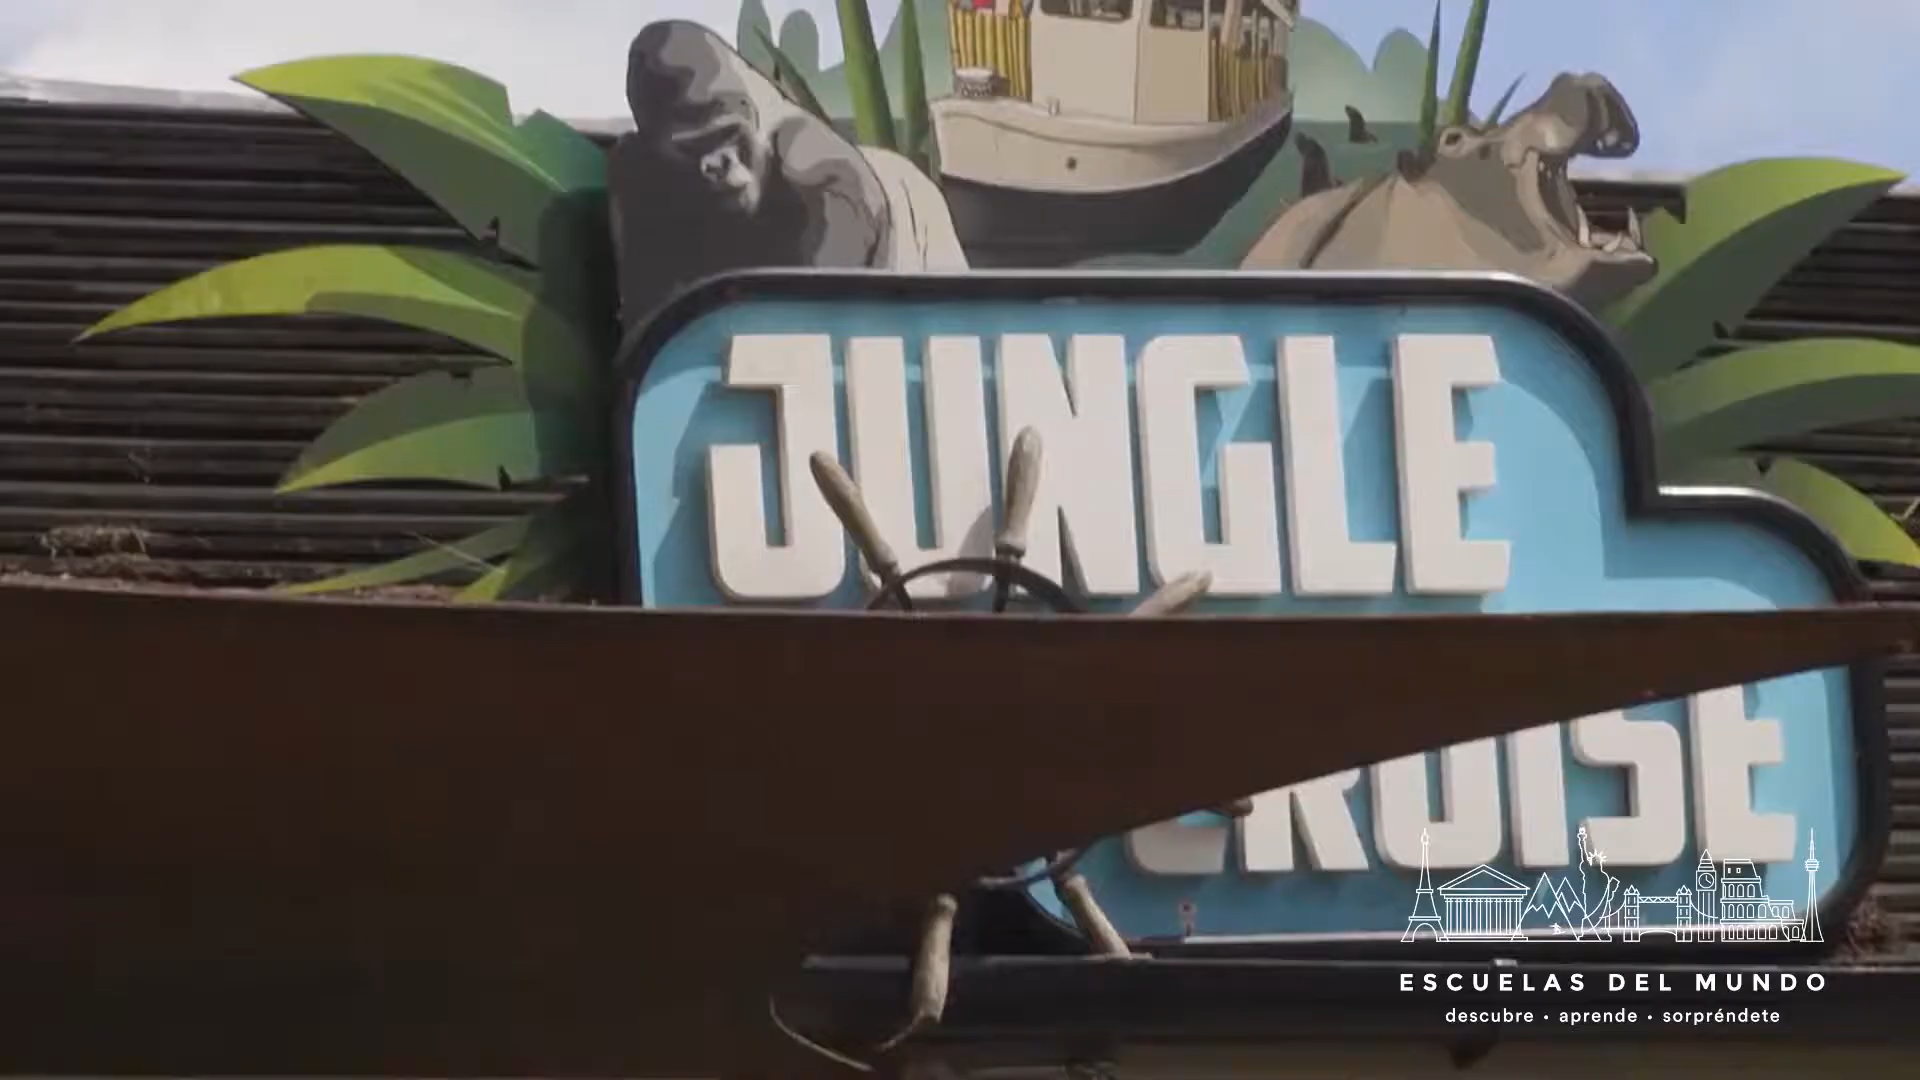 JUNGLE
CRUISE
ESCUELAS DEL MUNDO
descubre • aprende • sorpréndete